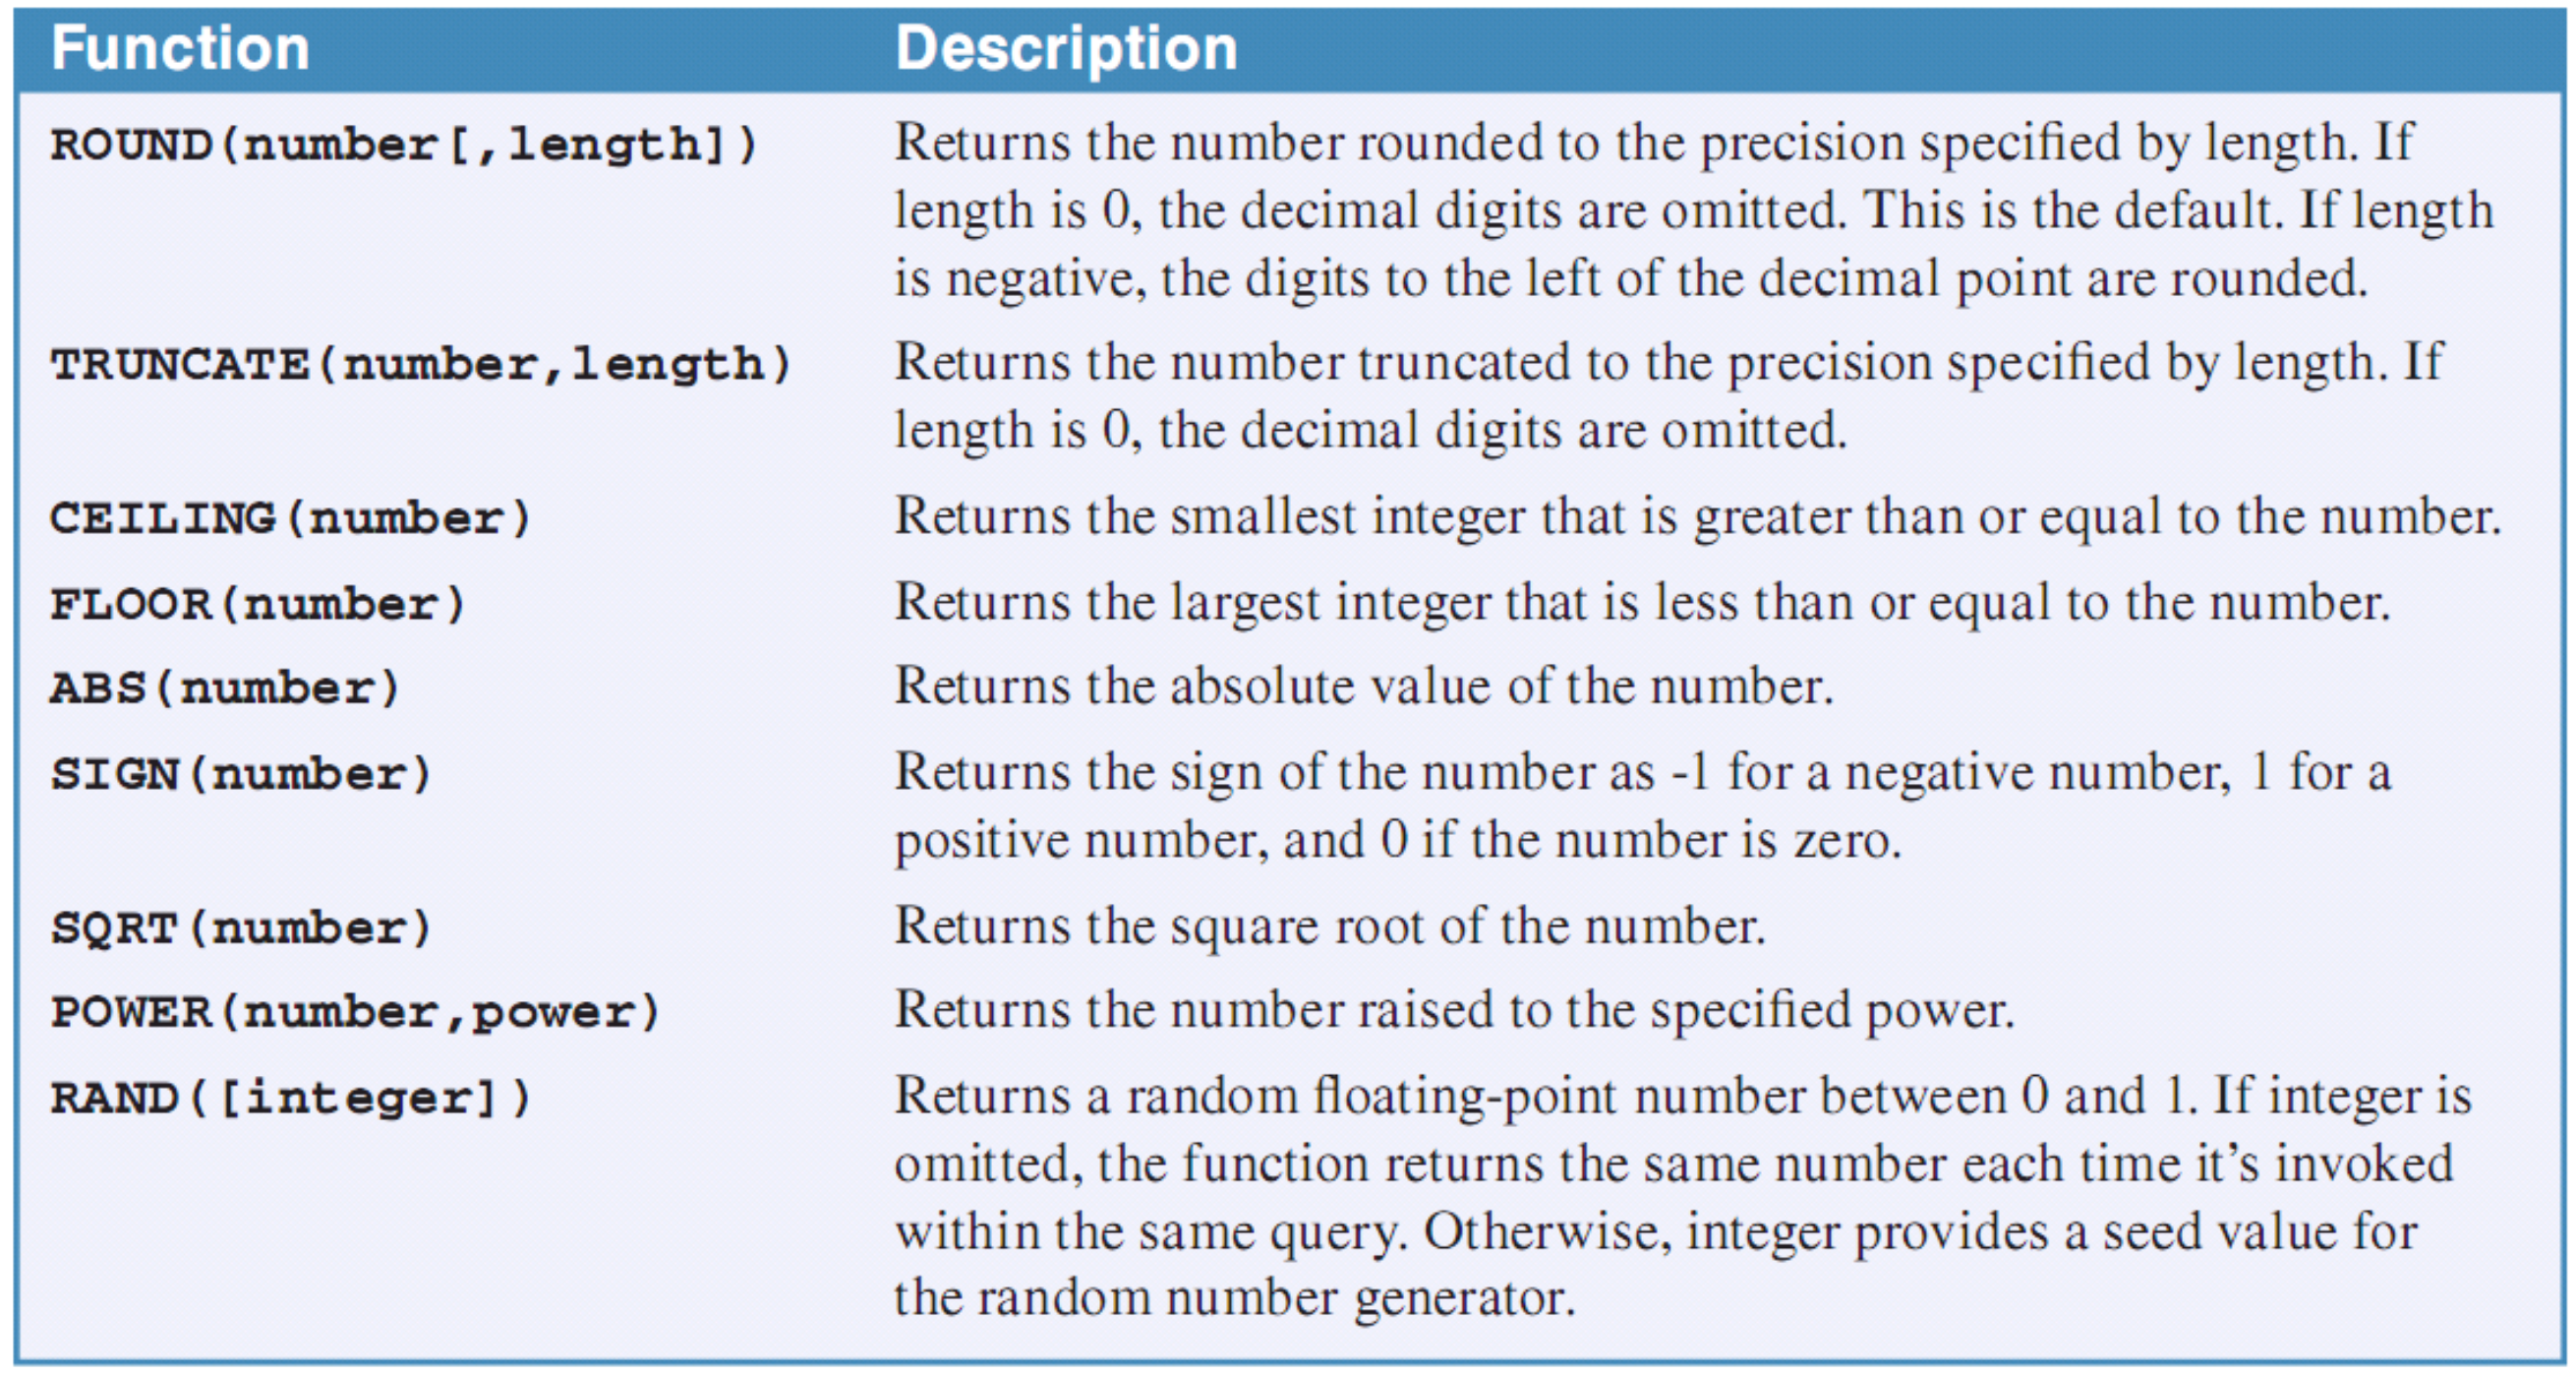 Function Description
ROUND(number[,length]) Returns the number rounded to the precision specified by length. If
length is 0, the decimal digits are omitted. This is the default. If length
is negative, the digits to the left of the decimal point are rounded.
TRUNCATE(number,length) Returns the number truncated to the precision specified by length. If
length is 0, the decimal digits are omitted.
CEILING(number) Returns the smallest integer that is greater than or equal to the number.
FLOOR(number) Returns the largest integer that is less than or equal to the number.
ABS(number) Returns the absolute value of the number.
SIGN(number) Returns the sign of the number as -1 for a negative number, 1 for a
positive number, and 0 if the number is zero.
SQRT(number) Returns the square root of the number.
POWER(number,power) Returns the number raised to the specified power.
RAND([integer]) Returns a random floating-point number between 0 and 1. If integer is
omitted, the function returns the same number each time it’s invoked
within the same query. Otherwise, integer provides a seed value for
the random number generator.